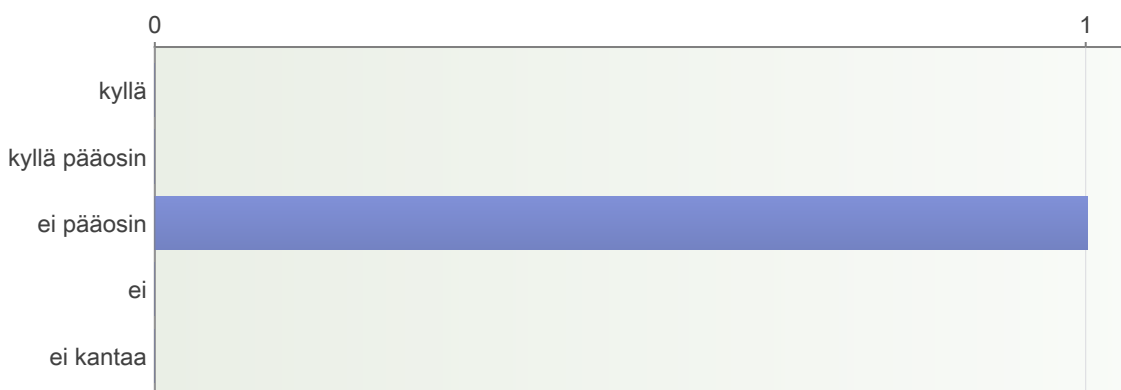 0 1
kyllä
kyllä pääosin
ei pääosin
ei
ei kantaa